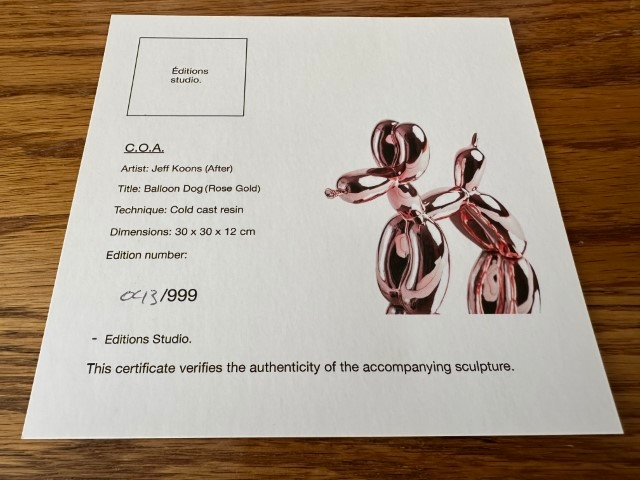 Éditions
studio.
C.O.A.
Artist: Jeff Koons (After)
Title: Balloon Dog (Rose Gold)
Technique: Cold cast resin
Dimensions: 30 x 30 x 12 cm
Edition number:
/999
- Editions Studio.
This certificate verifies the authenticity of the accompanying sculpture.